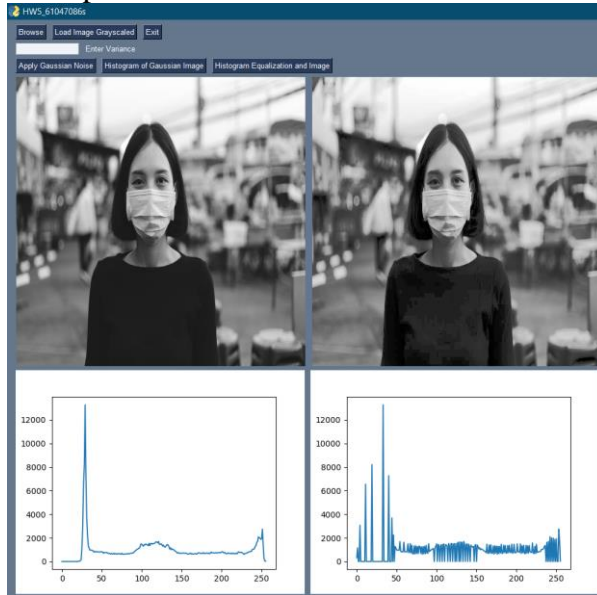 HW5_61047086s
Browse Load Image Grayscaled Exit
Enter Variance
Apply Gaussian Noise Histogram of Gaussian Image Histogram Equalization and Image
12000
10000
8000
6000
4000
2000
0
0 50 100 150 200 250
12000
10000
8000
6000
4000
2000
0
0 50 100 150 200 250